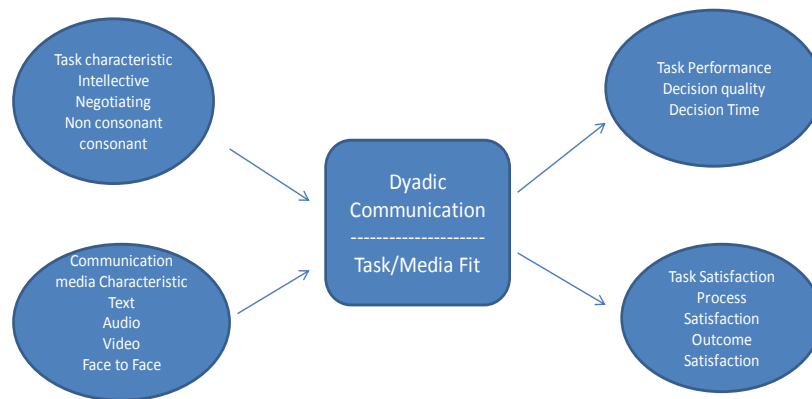 Task characteristic
Intellective
Negotiating
Non consonant
consonant
Communication
media Characteristic
Text
Audio
Video
Face to Face
Dyadic
Communication
---------------------
Task/Media Fit
Task Performance
Decision quality
Decision Time
Task Satisfaction
Process
Satisfaction
Outcome
Satisfaction